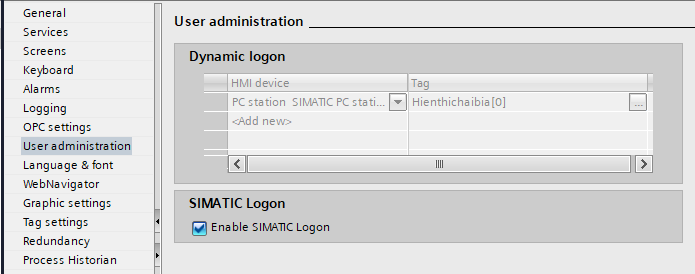 General
Services
Screens
Keyboard
Alarms
Logging
OPC settings
User administration
Language & font
WebNavigator
Graphic settings
Tag settings
Redundancy
Process Historian
User administration
Dynamic logon
HMI device Tag
PC station SIMATIC PC stati... Hienthichaibia[0] ...
<Add new>
SIMATIC Logon
Enable SIMATIC Logon